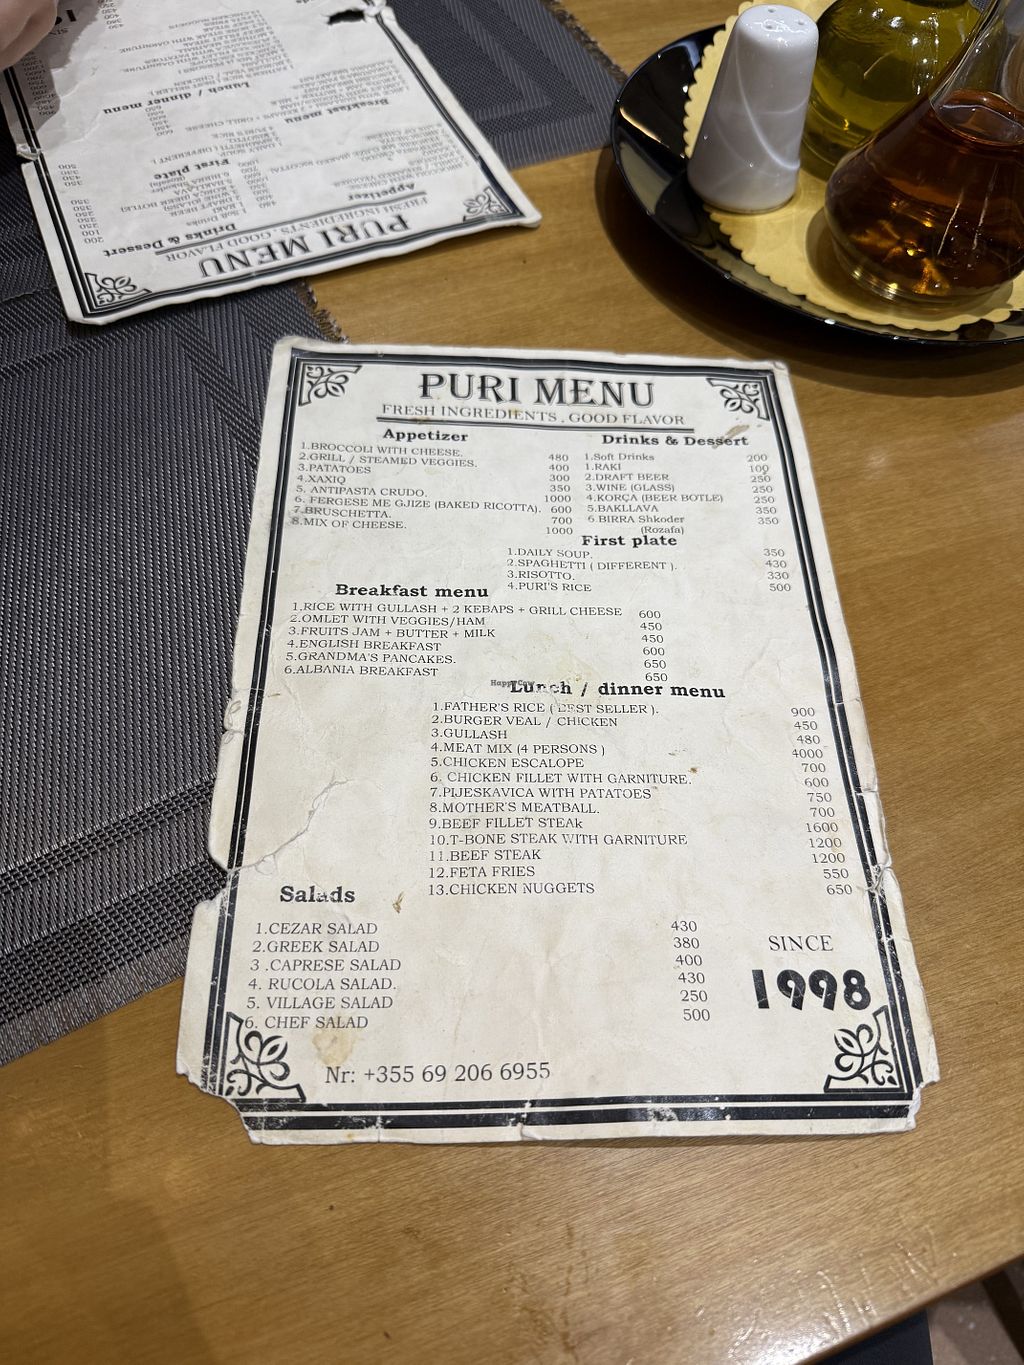 PURI MENU
FRESH INGREDIENTS . GOOD FLAVOR
Appetizer
1.BROCCOLI WITH CHEESE. 480
2.GRILL / STEAMED VEGGIES. 400
3.PATATOES 300
4.XAXIQ 350
5. ANTIPASTA CRUDO. 1000
6. FERGESE ME GJIZE (BAKED RICOTTA). 600
7.BRUSCHETTA. 700
8.MIX OF CHEESE. 1000
Drinks & Dessert
1.Soft Drinks 200
1.RAKI 100
2.DRAFT BEER 250
3.WINE (GLASS) 250
4.KORÇA (BEER BOTLE) 250
5.BAKLLAVA 350
6.BIRRA Shkoder 350
(Rozafa)
First plate
1.DAILY SOUP. 350
2.SPAGHETTI ( DIFFERENT ). 430
3.RISOTTO. 330
4.PURI'S RICE 500
Breakfast menu
1.RICE WITH GULLASH + 2 KEBAPS + GRILL CHEESE 600
2.OMLET WITH VEGGIES/HAM 450
3.FRUITS JAM + BUTTER + MILK 450
4.ENGLISH BREAKFAST 600
5.GRANDMA'S PANCAKES. 650
6.ALBANIA BREAKFAST 650
HappyCow
Lunch / dinner menu
1.FATHER'S RICE ( BEST SELLER ). 900
2.BURGER VEAL / CHICKEN 450
3.GULLASH 480
4.MEAT MIX (4 PERSONS ) 4000
5.CHICKEN ESCALOPE 700
6. CHICKEN FILLET WITH GARNITURE. 600
7.PIJESKAVICA WITH PATATOES 750
8.MOTHER'S MEATBALL. 700
9.BEEF FILLET STEAk 1600
10.T-BONE STEAK WITH GARNITURE 1200
11.BEEF STEAK 1200
12.FETA FRIES 550
13.CHICKEN NUGGETS 650
Salads
1.CEZAR SALAD 430
2.GREEK SALAD 380
3 .CAPRESE SALAD 400
4. RUCOLA SALAD. 430
5. VILLAGE SALAD 250
6. CHEF SALAD 500
SINCE
1998
Nr: +355 69 206 6955
PURI MENU
FRESH INGREDIENTS . GOOD FLAVOR
Appetizer
Drinks & Dessert
First plate
Breakfast menu
Lunch / dinner menu